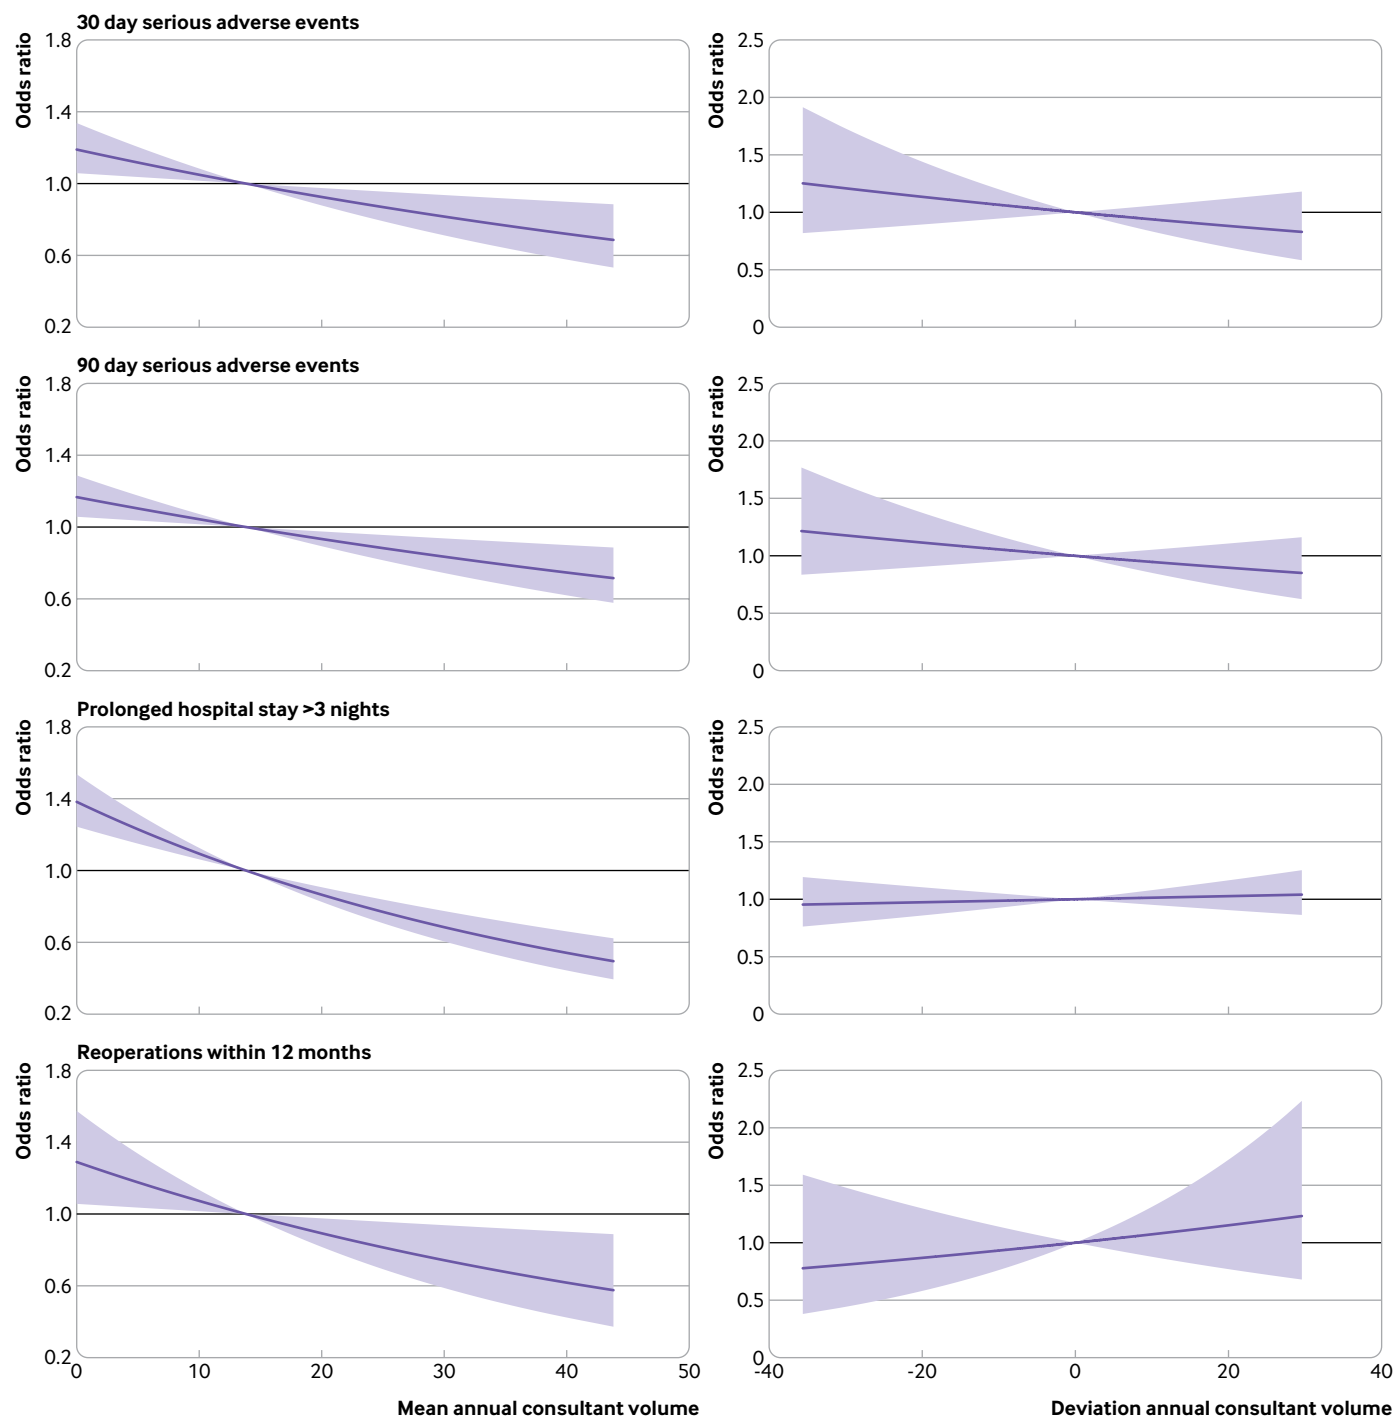 30 day serious adverse events
Odds ratio
1.8
1.4
1.0
0.6
0.2
Odds ratio
2.5
2.0
1.5
1.0
0.5
0
90 day serious adverse events
Odds ratio
1.8
1.4
1.0
0.6
0.2
Odds ratio
2.5
2.0
1.5
1.0
0.5
0
Prolonged hospital stay >3 nights
Odds ratio
1.8
1.4
1.0
0.6
0.2
Odds ratio
2.5
2.0
1.5
1.0
0.5
0
Reoperations within 12 months
Odds ratio
1.8
1.4
1.0
0.6
0.2
0 10 20 30 40 50
Mean annual consultant volume
Odds ratio
2.5
2.0
1.5
1.0
0.5
0
-40 -20 0 20 40
Deviation annual consultant volume